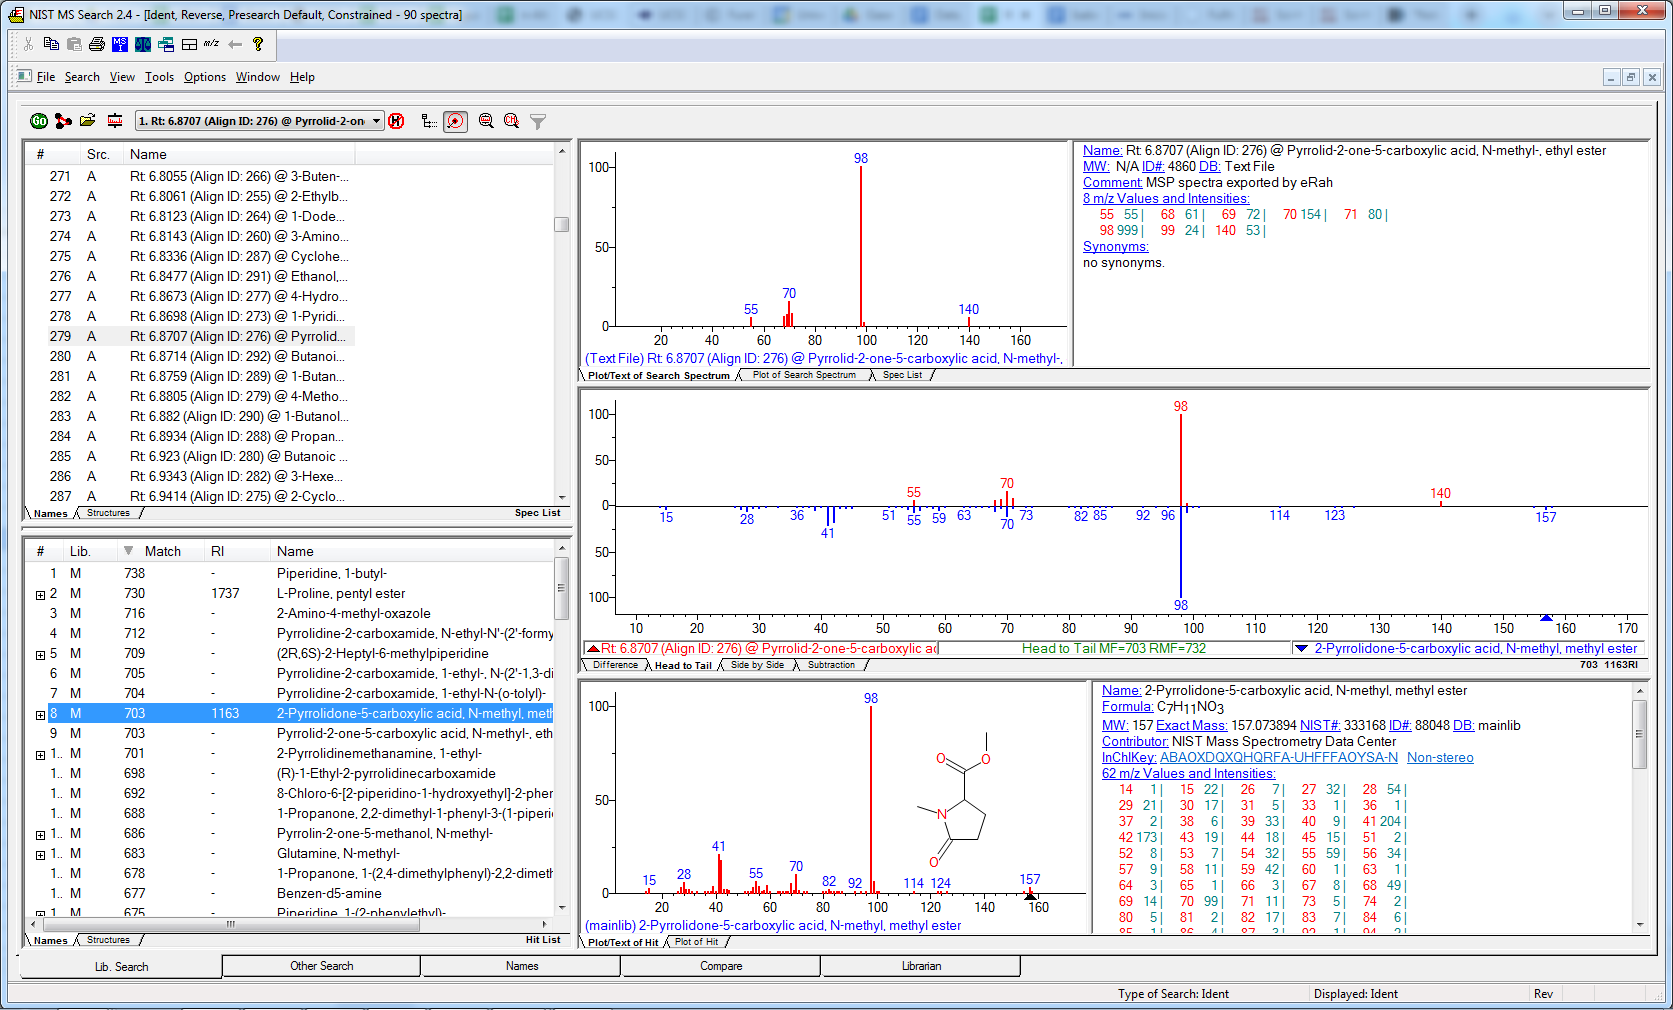 NIST MS Search 2.4 - [Ident, Reverse, Presearch Default, Constrained - 90 spectra]
File Search View Tools Options Window Help
1. Rt: 6.8707 (Align ID: 276) @ Pyrrolid-2-on
# Src. Name
271 A Rt: 6.8055 (Align ID: 266) @ 3-Buten-...
272 A Rt: 6.8061 (Align ID: 255) @ 2-Ethylb...
273 A Rt: 6.8123 (Align ID: 264) @ 1-Dode...
274 A Rt: 6.8143 (Align ID: 260) @ 3-Amino...
275 A Rt: 6.8336 (Align ID: 287) @ Cyclohe...
276 A Rt: 6.8477 (Align ID: 291) @ Ethanol,...
277 A Rt: 6.8673 (Align ID: 277) @ 4-Hydro...
278 A Rt: 6.8698 (Align ID: 273) @ 1-Pyridi...
279 A Rt: 6.8707 (Align ID: 276) @ Pyrrolid...
280 A Rt: 6.8714 (Align ID: 292) @ Butanoi...
281 A Rt: 6.8759 (Align ID: 289) @ 1-Butan...
282 A Rt: 6.8805 (Align ID: 279) @ 4-Metho...
283 A Rt: 6.882 (Align ID: 290) @ 1-Butanol...
284 A Rt: 6.8934 (Align ID: 288) @ Propan...
285 A Rt: 6.923 (Align ID: 280) @ Butanoic ...
286 A Rt: 6.9343 (Align ID: 282) @ 3-Hexe...
287 A Rt: 6.9414 (Align ID: 275) @ 2-Cyclo...
Names Structures Spec List
# Lib. Match RI Name
1 M 738 - Piperidine, 1-butyl-
2 M 730 1737 L-Proline, pentyl ester
3 M 716 - 2-Amino-4-methyl-oxazole
4 M 712 - Pyrrolidine-2-carboxamide, N-ethyl-N'-(2'-formy
5 M 709 - (2R,6S)-2-Heptyl-6-methylpiperidine
6 M 705 - Pyrrolidine-2-carboxamide, 1-ethyl-, N-(2'-1,3-di
7 M 704 - Pyrrolidine-2-carboxamide, 1-ethyl-N-(o-tolyl)-
8 M 703 1163 2-Pyrrolidone-5-carboxylic acid, N-methyl, meth
9 M 703 - Pyrrolid-2-one-5-carboxylic acid, N-methyl-, eth
1.. M 701 - 2-Pyrrolidinemethanamine, 1-ethyl-
1.. M 698 - (R)-1-Ethyl-2-pyrrolidinecarboxamide
1.. M 692 - 8-Chloro-6-[2-piperidino-1-hydroxyethyl]-2-phen
1.. M 688 - 1-Propanone, 2,2-dimethyl-1-phenyl-3-(1-piperi
1.. M 686 - Pyrrolin-2-one-5-methanol, N-methyl-
1.. M 683 - Glutamine, N-methyl-
1.. M 678 - 1-Propanone, 1-(2,4-dimethylphenyl)-2,2-dimeth
1.. M 677 - Benzen-d5-amine
1.. M 675 - Piperidine, 1-(2-phenylethyl)-
Names Structures Hit List
100 50 0
98 70 55 140
20 40 60 80 100 120 140 160
(Text File) Rt: 6.8707 (Align ID: 276) @ Pyrrolid-2-one-5-carboxylic acid, N-methyl-,
Plot/Text of Search Spectrum Plot of Search Spectrum Spec List
Name: Rt: 6.8707 (Align ID: 276) @ Pyrrolid-2-one-5-carboxylic acid, N-methyl-, ethyl ester
MW: N/A ID#: 4860 DB: Text File
Comment: MSP spectra exported by eRah
8 m/z Values and Intensities:
55 55| 68 61| 69 72| 70 154| 71 80|
98 999| 99 24| 140 53|
Synonyms:
no synonyms.
100 50 0 50 100
98 70 55 140
15 28 36 41 51 55 59 63 70 73 82 85 92 96 98 114 123 157
10 20 30 40 50 60 70 80 90 100 110 120 130 140 150 160 170
Rt: 6.8707 (Align ID: 276) @ Pyrrolid-2-one-5-carboxylic ac Head to Tail MF=703 RMF=732 2-Pyrrolidone-5-carboxylic acid, N-methyl, methyl ester
Difference Head to Tail Side by Side Subtraction 703 1163RI
100 50 0
98 41 15 28 55 70 82 92 114 124 157
O O N O
20 40 60 80 100 120 140 160
(mainlib) 2-Pyrrolidone-5-carboxylic acid, N-methyl, methyl ester
Plot/Text of Hit Plot of Hit
Name: 2-Pyrrolidone-5-carboxylic acid, N-methyl, methyl ester
Formula: C7H11NO3
MW: 157 Exact Mass: 157.073894 NIST#: 333168 ID#: 88048 DB: mainlib
Contributor: NIST Mass Spectrometry Data Center
InChIKey: ABAOXDQXQHQRFA-UHFFFAOYSA-N Non-stereo
62 m/z Values and Intensities:
14 1| 15 22| 26 7| 27 32| 28 54|
29 21| 30 17| 31 5| 33 1| 36 1|
37 2| 38 6| 39 33| 40 9| 41 204|
42 173| 43 19| 44 18| 45 15| 51 2|
52 8| 53 7| 54 32| 55 59| 56 34|
57 9| 58 11| 59 42| 60 1| 63 1|
64 3| 65 1| 66 3| 67 8| 68 49|
69 14| 70 99| 71 11| 73 5| 74 2|
80 5| 81 2| 82 17| 83 7| 84 6|
85 1| 86 4| 87 3| 92 1| 94 2|
Lib. Search Other Search Names Compare Librarian
Type of Search: Ident Displayed: Ident Rev